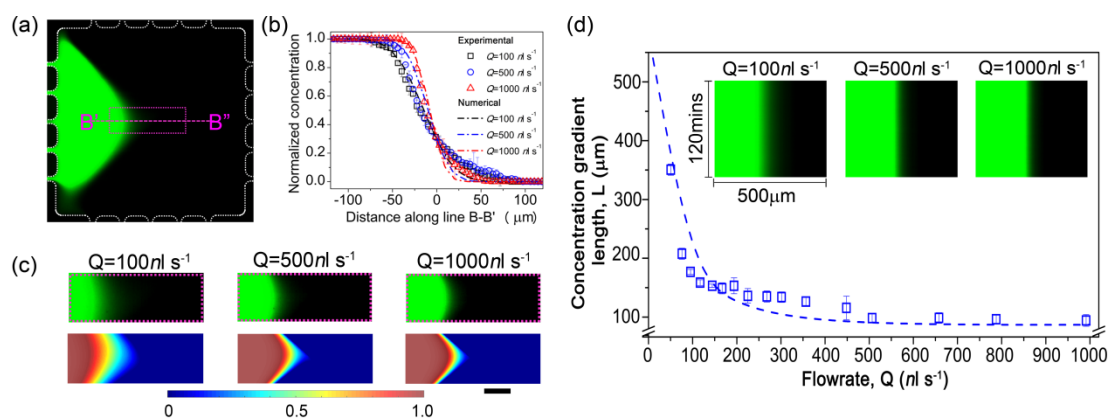 (a)
B'
B"
(b)
Normalized concentration
1.0
0.8
0.6
0.4
0.2
0.0
Experimental
Q=100 nl s⁻¹
Q=500 nl s⁻¹
Q=1000 nl s⁻¹
Numerical
Q=100 nl s⁻¹
Q=500 nl s⁻¹
Q=1000 nl s⁻¹
-100 -50 0 50 100
Distance along line B-B' ( μm)
(c)
Q=100nl s⁻¹ Q=500nl s⁻¹ Q=1000nl s⁻¹
0 0.5 1.0
(d)
Concentration gradient
length, L (μm)
500
400
350
200
100
Q=100nl s⁻¹ Q=500nl s⁻¹ Q=1000nl s⁻¹
120mins
500μm
0 100 200 250 300 400 500 600 700 800 900 1000
Flowrate, Q (nl s⁻¹)